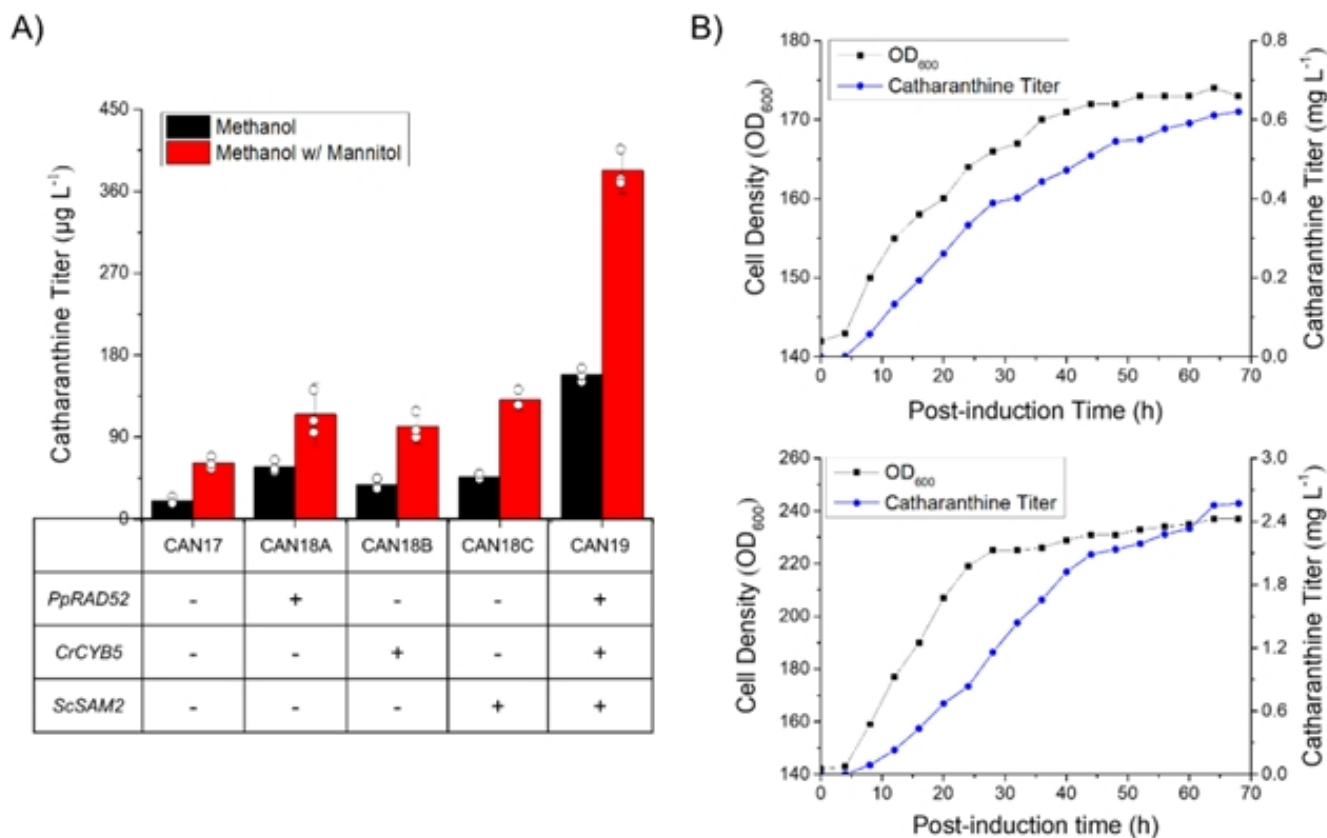 A)
Catharanthine Titer (µg L⁻¹)
450
360
270
180
90
0
Methanol
Methanol w/ Mannitol
CAN17 CAN18A CAN18B CAN18C CAN19
PpRAD52 - + - - +
CrCYB5 - - + - +
ScSAM2 - - - + +
B)
Cell Density (OD₆₀₀)
180
170
160
150
140
OD₆₀₀
Catharanthine Titer
0.8
0.6
0.4
0.2
0.0
Catharanthine Titer (mg L⁻¹)
0 10 20 30 40 50 60 70
Post-induction Time (h)
Cell Density (OD₆₀₀)
260
240
220
200
180
160
140
OD₆₀₀
Catharanthine Titer
3.0
2.4
1.8
1.2
0.6
0.0
Catharanthine Titer (mg L⁻¹)
0 10 20 30 40 50 60 70
Post-induction time (h)